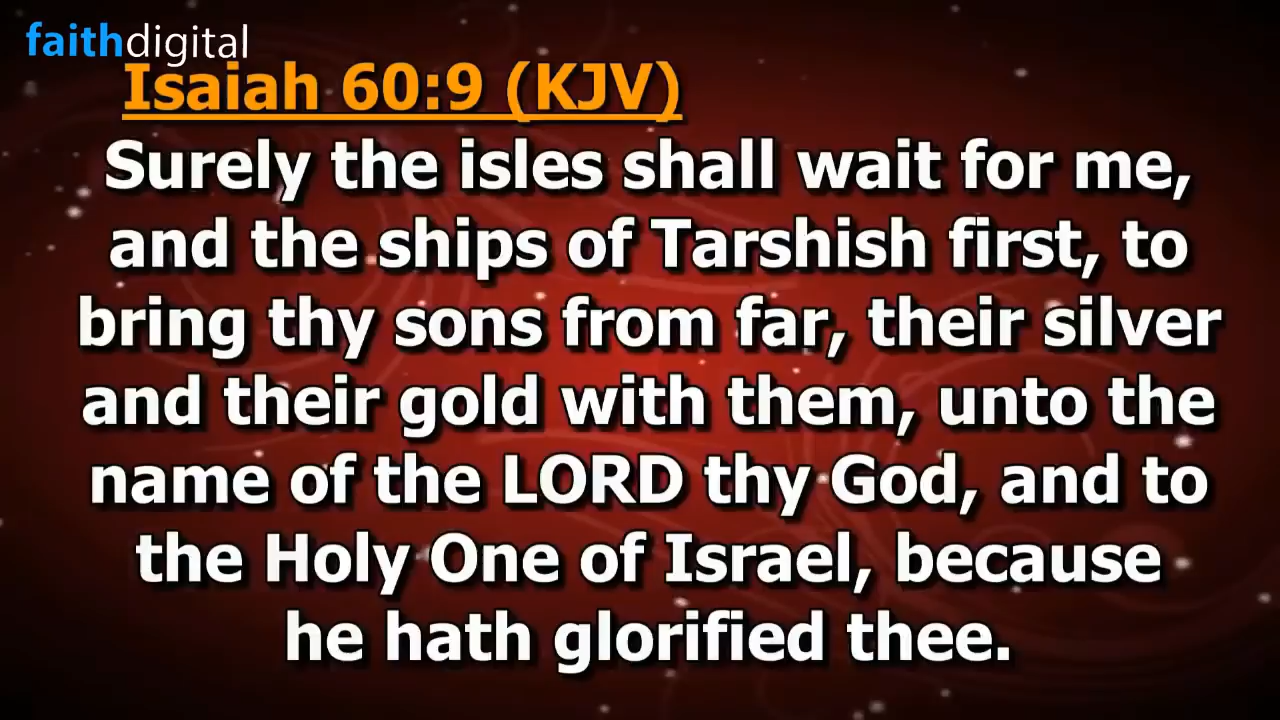 faithdigital
Isaiah 60:9 (KJV)
Surely the isles shall wait for me,
and the ships of Tarshish first, to
bring thy sons from far, their silver
and their gold with them, unto the
name of the LORD thy God, and to
the Holy One of Israel, because
he hath glorified thee.